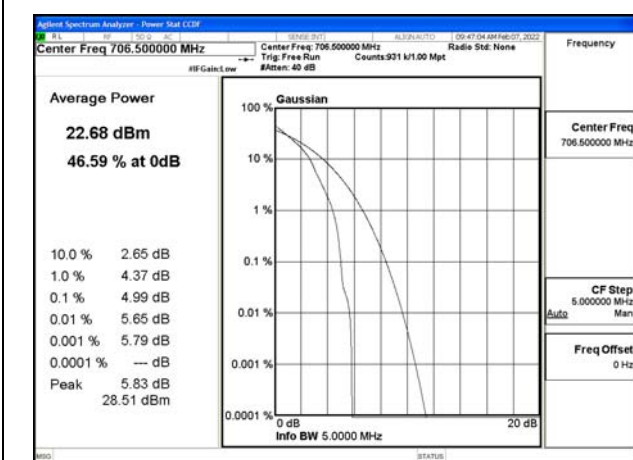 Agilent Spectrum Analyzer - Power Stat CCDF
RL RF 50 Ω AC SENSE:INT ALIGN AUTO 09:47:04 AM Feb 07, 2022
Center Freq 706.500000 MHz
Center Freq: 706.500000 MHz Radio Std: None
Trig: Free Run Counts:931 k/1.00 Mpt
#IFGain:Low #Atten: 40 dB
Frequency
Average Power
22.68 dBm
46.59 % at 0dB
10.0 % 2.65 dB
1.0 % 4.37 dB
0.1 % 4.99 dB
0.01 % 5.65 dB
0.001 % 5.79 dB
0.0001 % --- dB
Peak 5.83 dB
28.51 dBm
Gaussian
100 %
10 %
1 %
0.1 %
0.01 %
0.001 %
0.0001 %
0 dB 20 dB
Info BW 5.0000 MHz
Center Freq
706.500000 MHz
CF Step
5.000000 MHz
Auto Man
Freq Offset
0 Hz
MSG STATUS